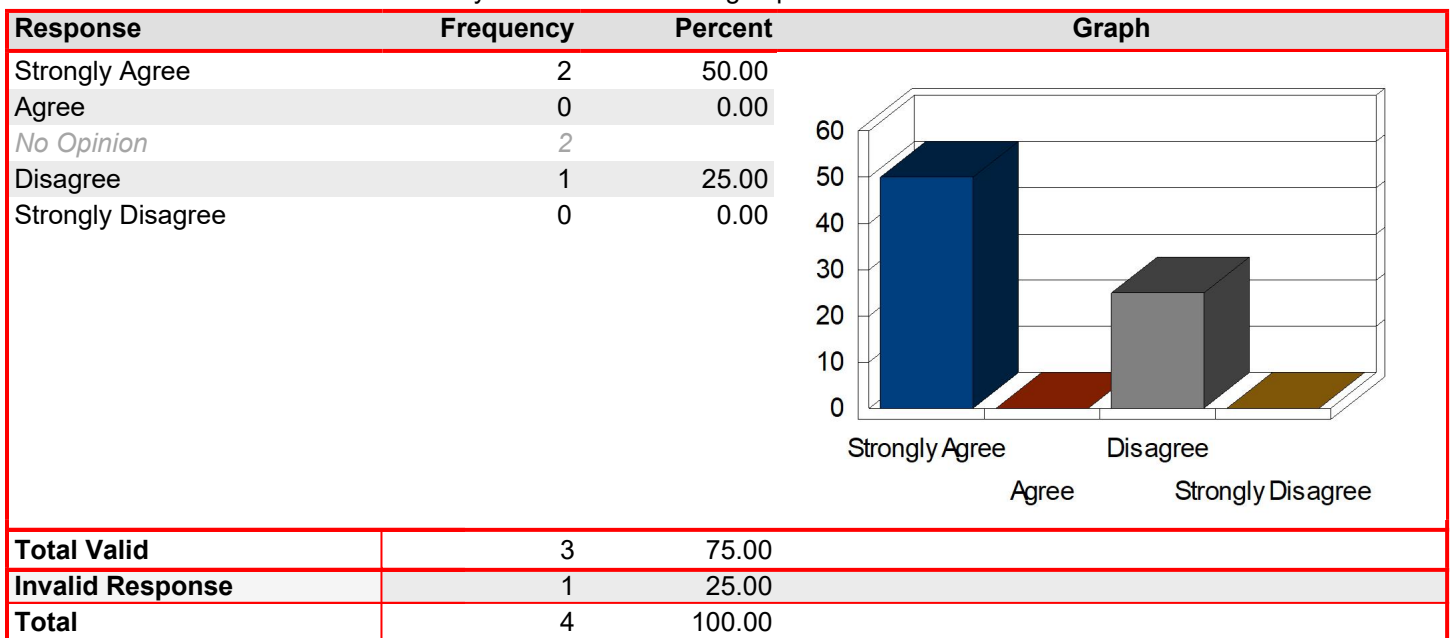 Response Frequency Percent Graph
Strongly Agree 2 50.00
Agree 0 0.00
No Opinion 2
Disagree 1 25.00
Strongly Disagree 0 0.00
60
50
40
30
20
10
0
Strongly Agree Disagree
Agree Strongly Disagree
Total Valid 3 75.00
Invalid Response 1 25.00
Total 4 100.00